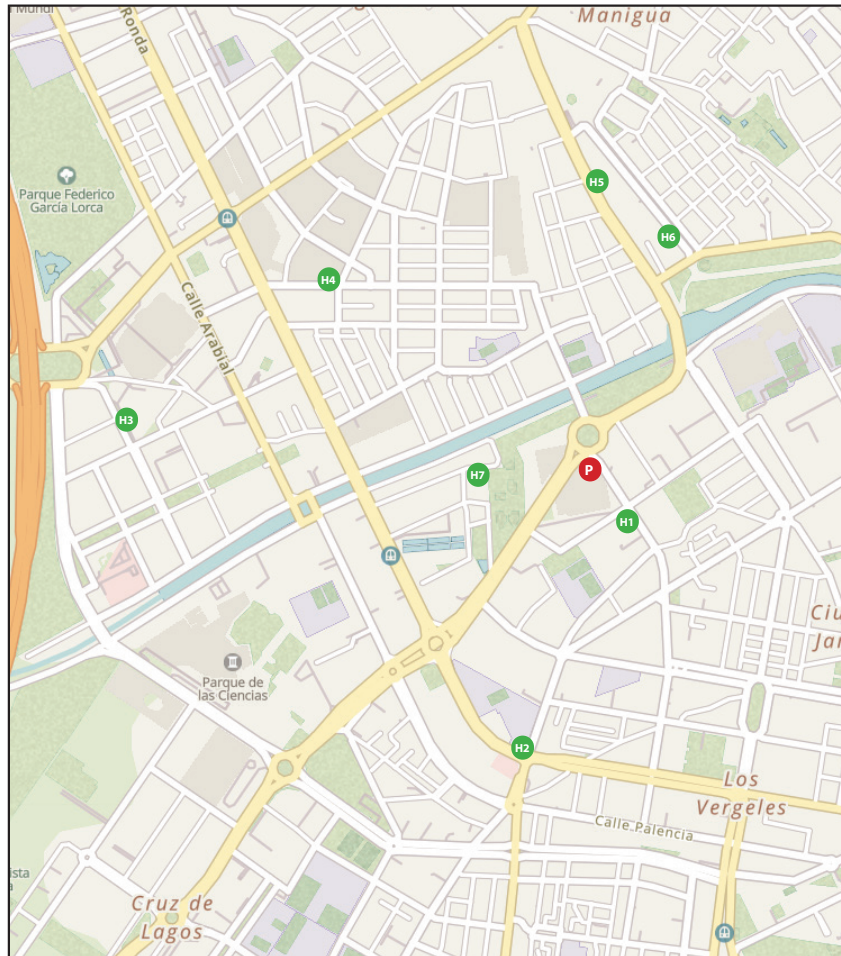 Mundi
Ronda
Manigua
Parque Federico
García Lorca
H5
H6
H4
Calle Arabial
H3
H7
P
H1
Parque de
las Ciencias
H2
Los
Vergeles
Calle Palencia
Cruz de
Lagos